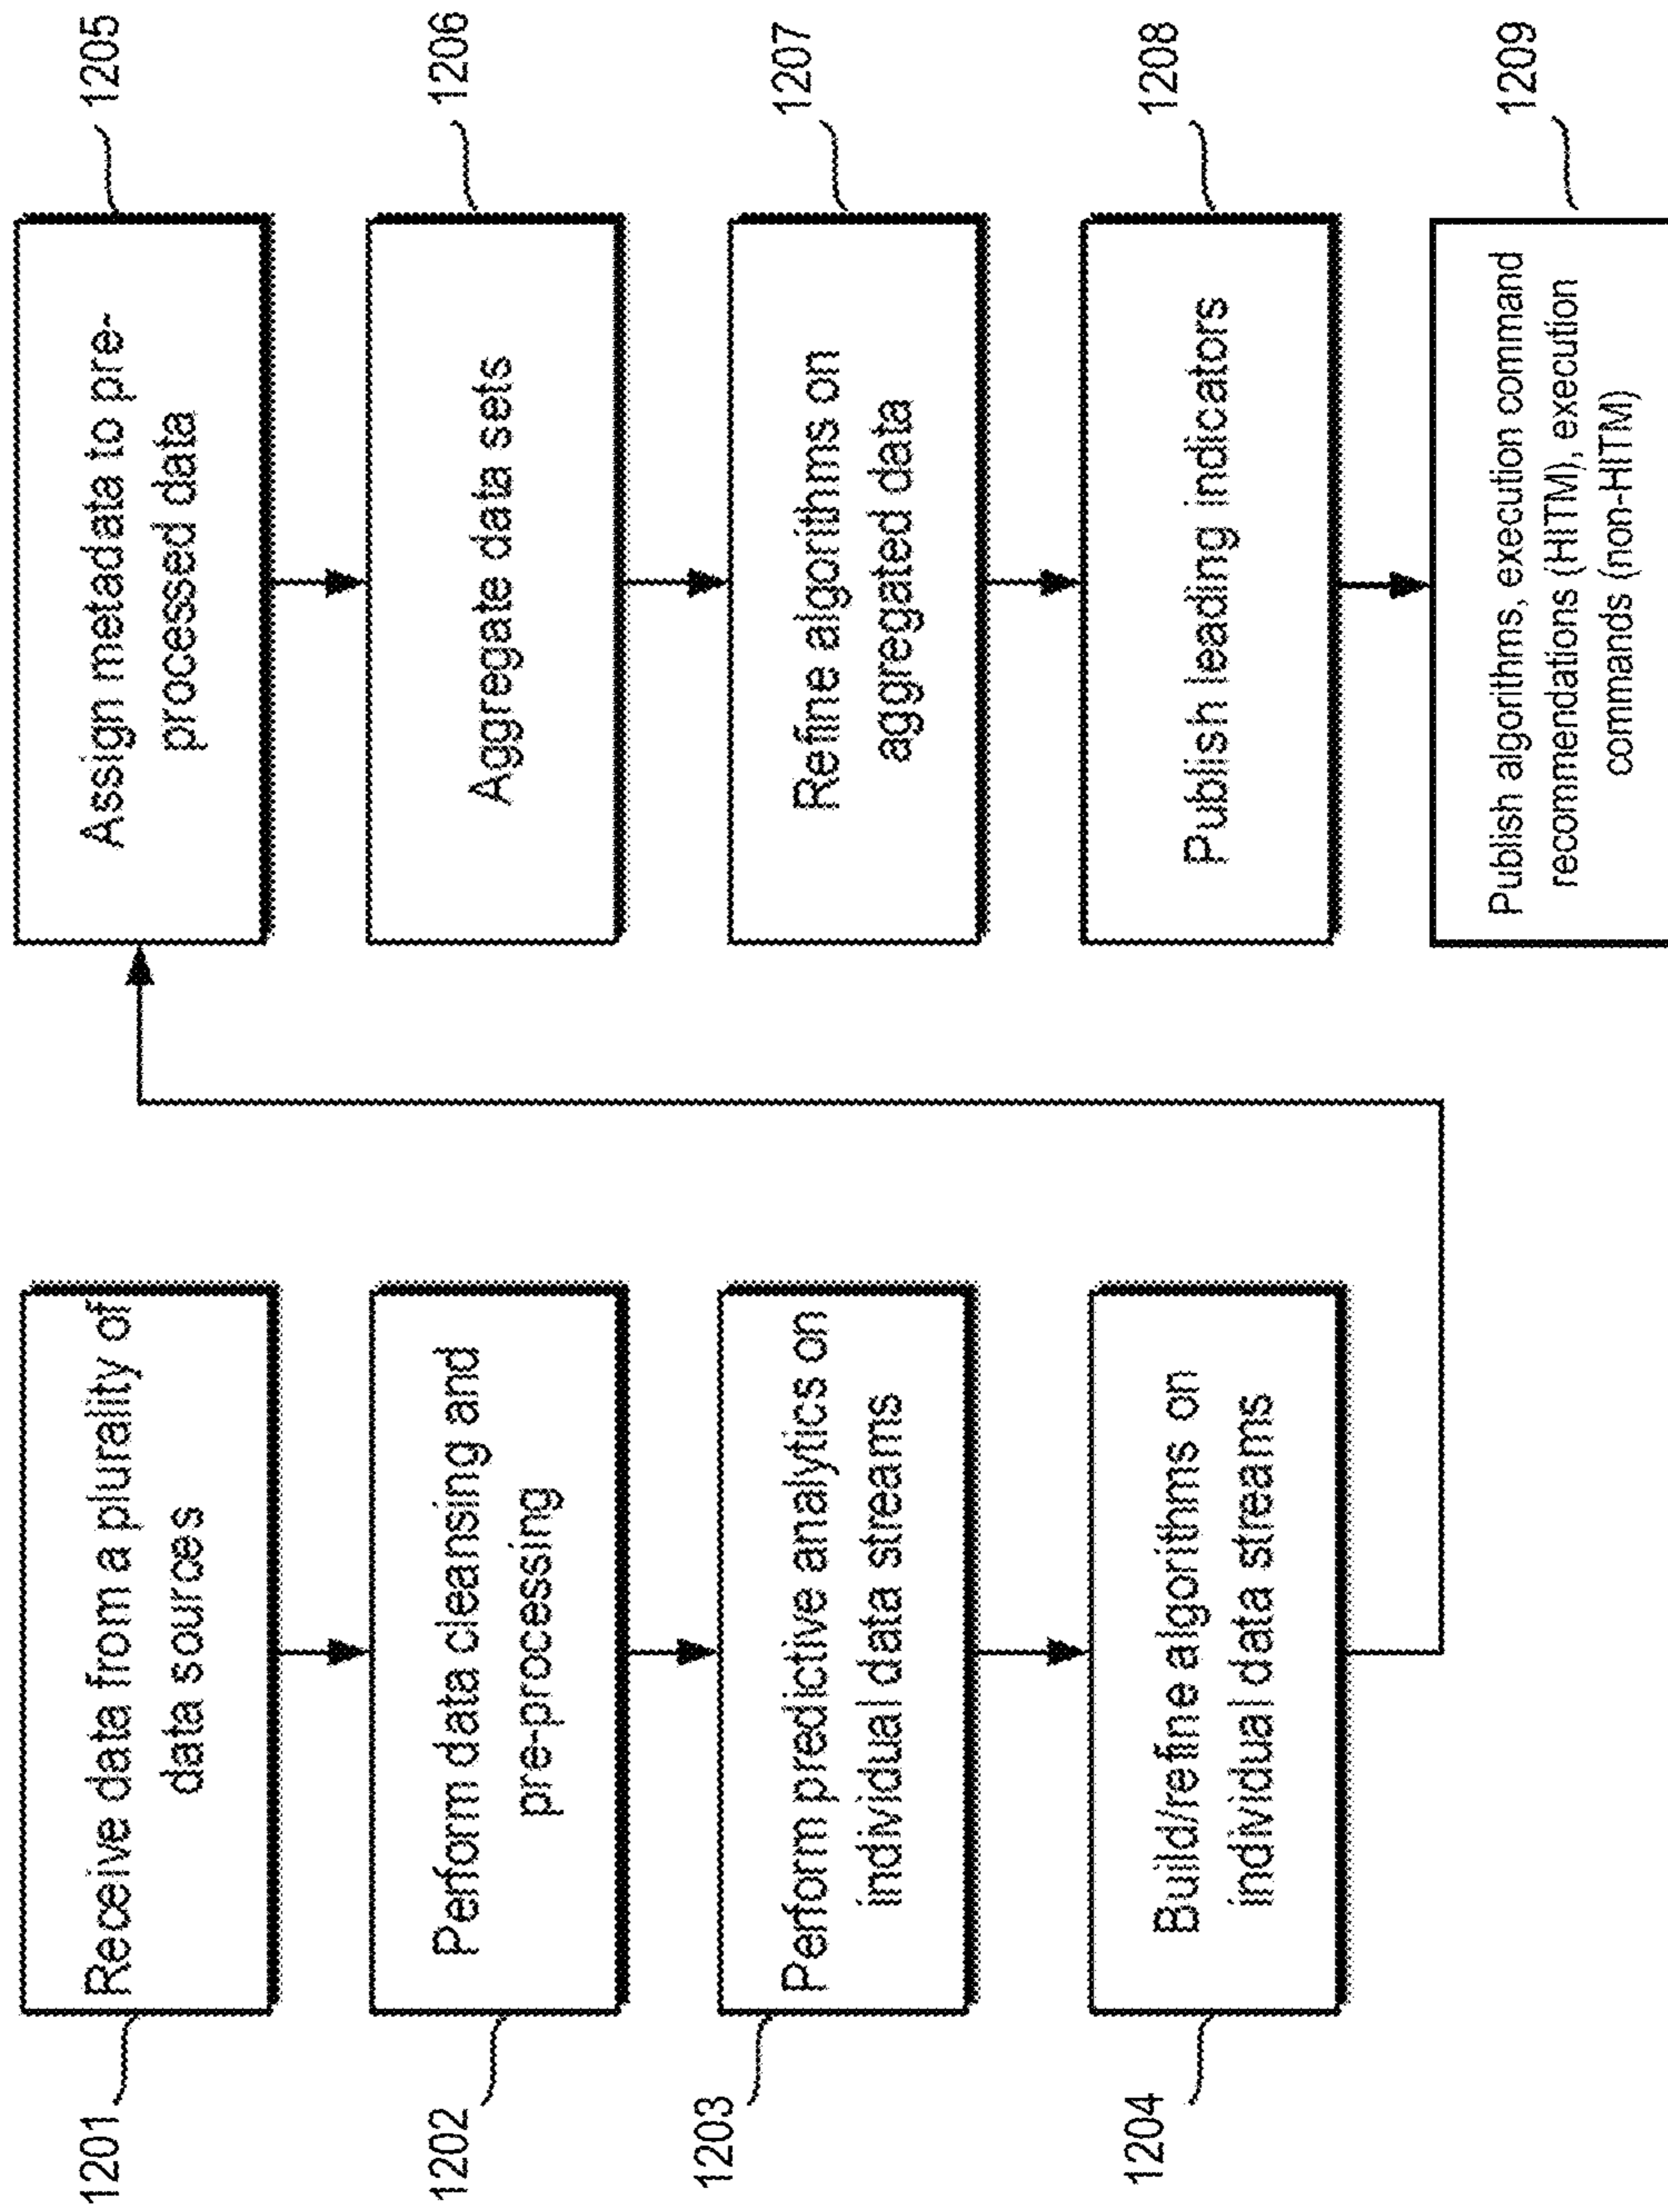 1201
Receive data from a plurality of
data sources
1202
Perform data cleansing and
pre-processing
1203
Perform predictive analytics on
individual data streams
1204
Build/refine algorithms on
individual data streams
1205
Assign metadata to pre-
processed data
1206
Aggregate data sets
1207
Refine algorithms on
aggregated data
1208
Publish leading indicators
1209
Publish algorithms, execution command
recommendations (HITM), execution
commands (non-HITM)